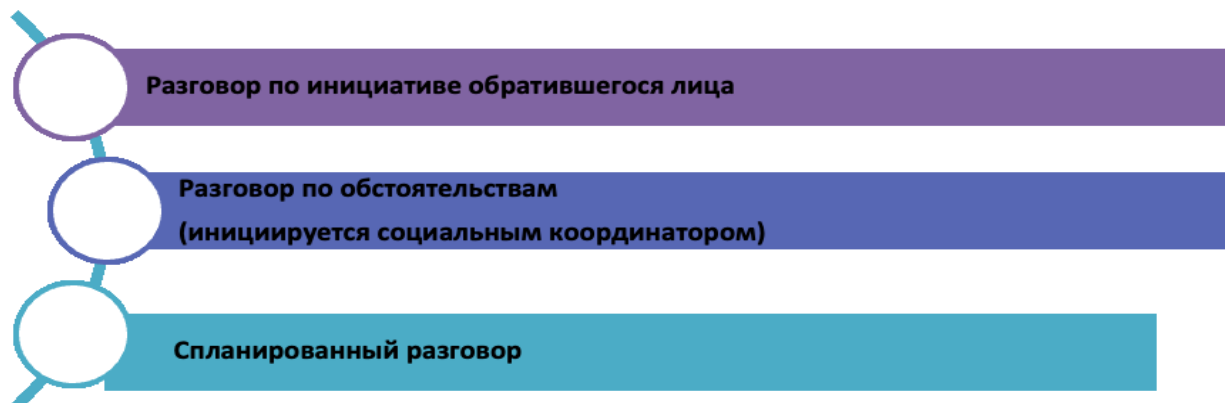 Разговор по инициативе обратившегося лица
Разговор по обстоятельствам
(инициируется социальным координатором)
Спланированный разговор